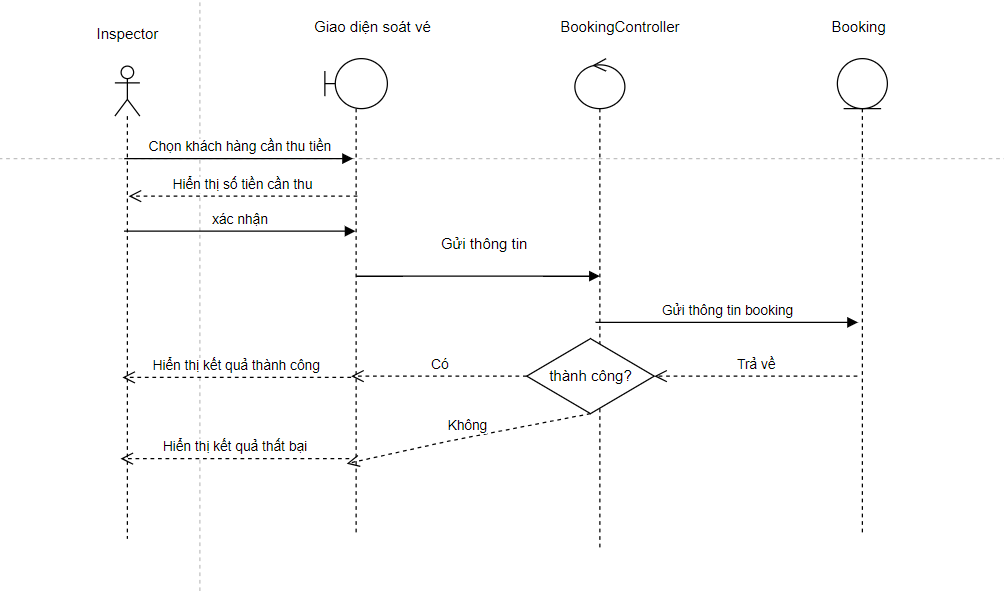 Inspector
Giao diện soát vé
BookingController
Booking
Chọn khách hàng cần thu tiền
Hiển thị số tiền cần thu
xác nhận
Gửi thông tin
Gửi thông tin booking
Hiển thị kết quả thành công
Có
thành công?
Trả về
Không
Hiển thị kết quả thất bại